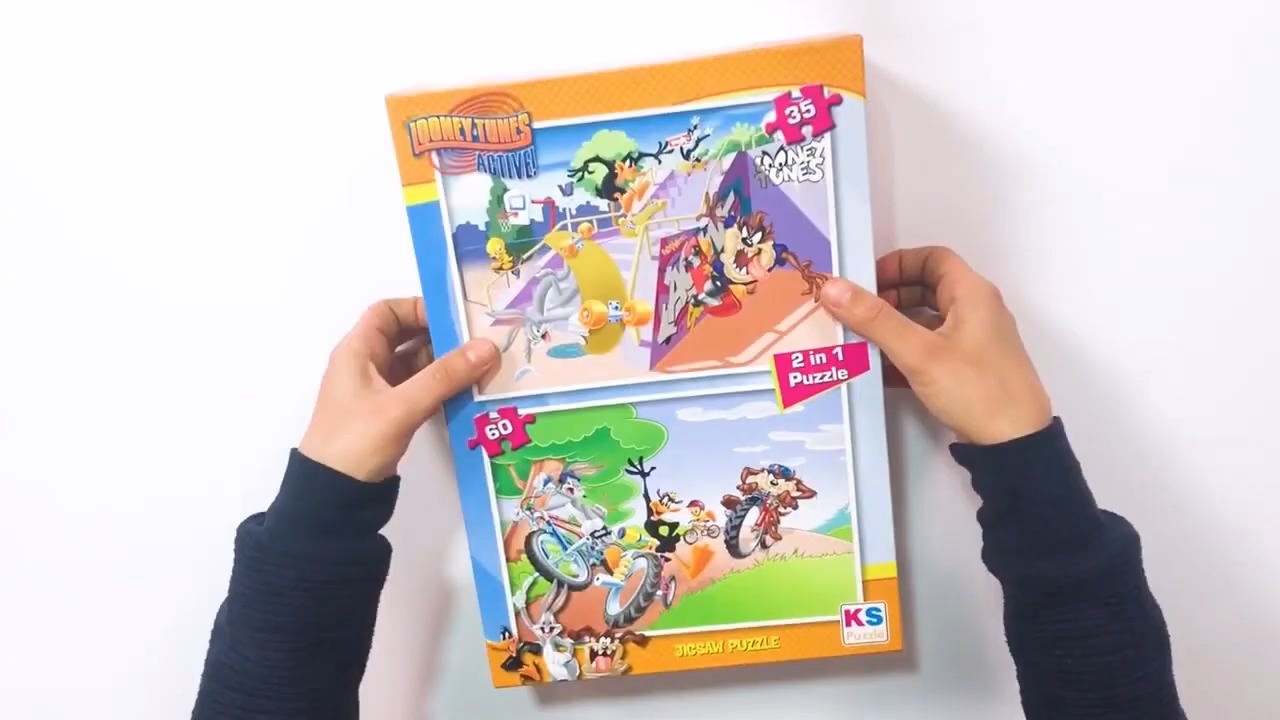 LOONEY TUNES
ACTIVE!
35
LOONEY
TUNES
2 in 1
Puzzle
60
KS
Puzzle
JIGSAW PUZZLE